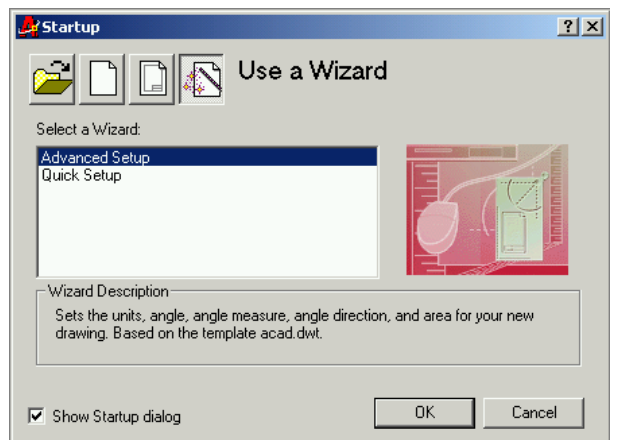 Startup
Use a Wizard
Select a Wizard:
Advanced Setup
Quick Setup
Wizard Description
Sets the units, angle, angle measure, angle direction, and area for your new
drawing. Based on the template acad.dwt.
Show Startup dialog
OK
Cancel